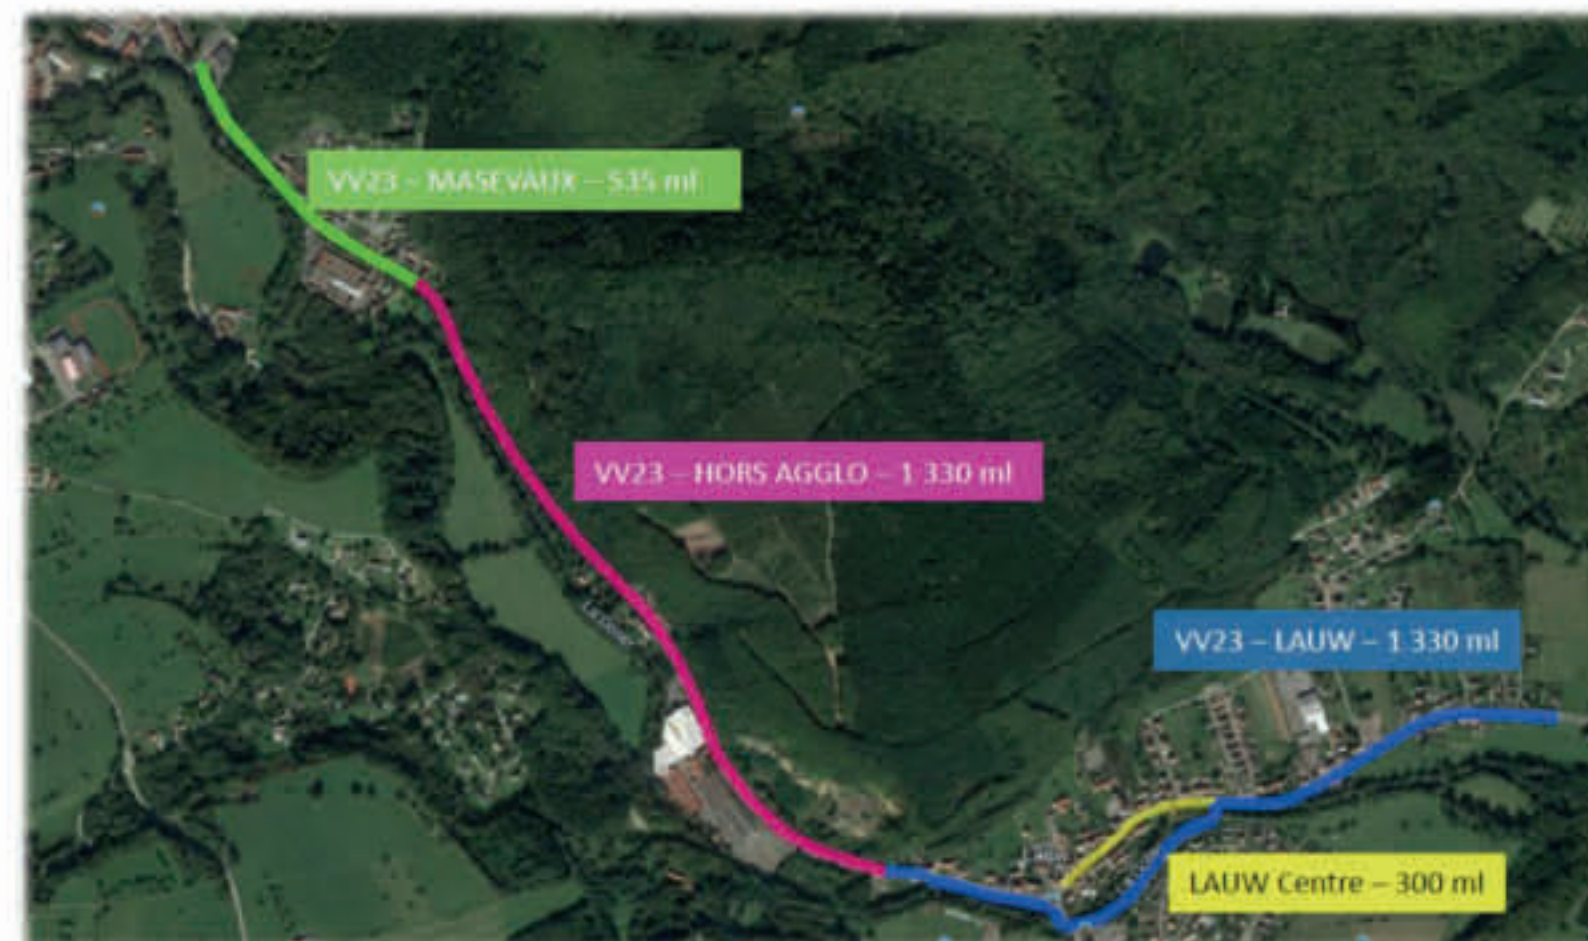 VV23 – MASEVAUX – 535 ml
VV23 – HORS AGGLO – 1 330 ml
VV23 – LAUW – 1 330 ml
LAUW Centre – 300 ml